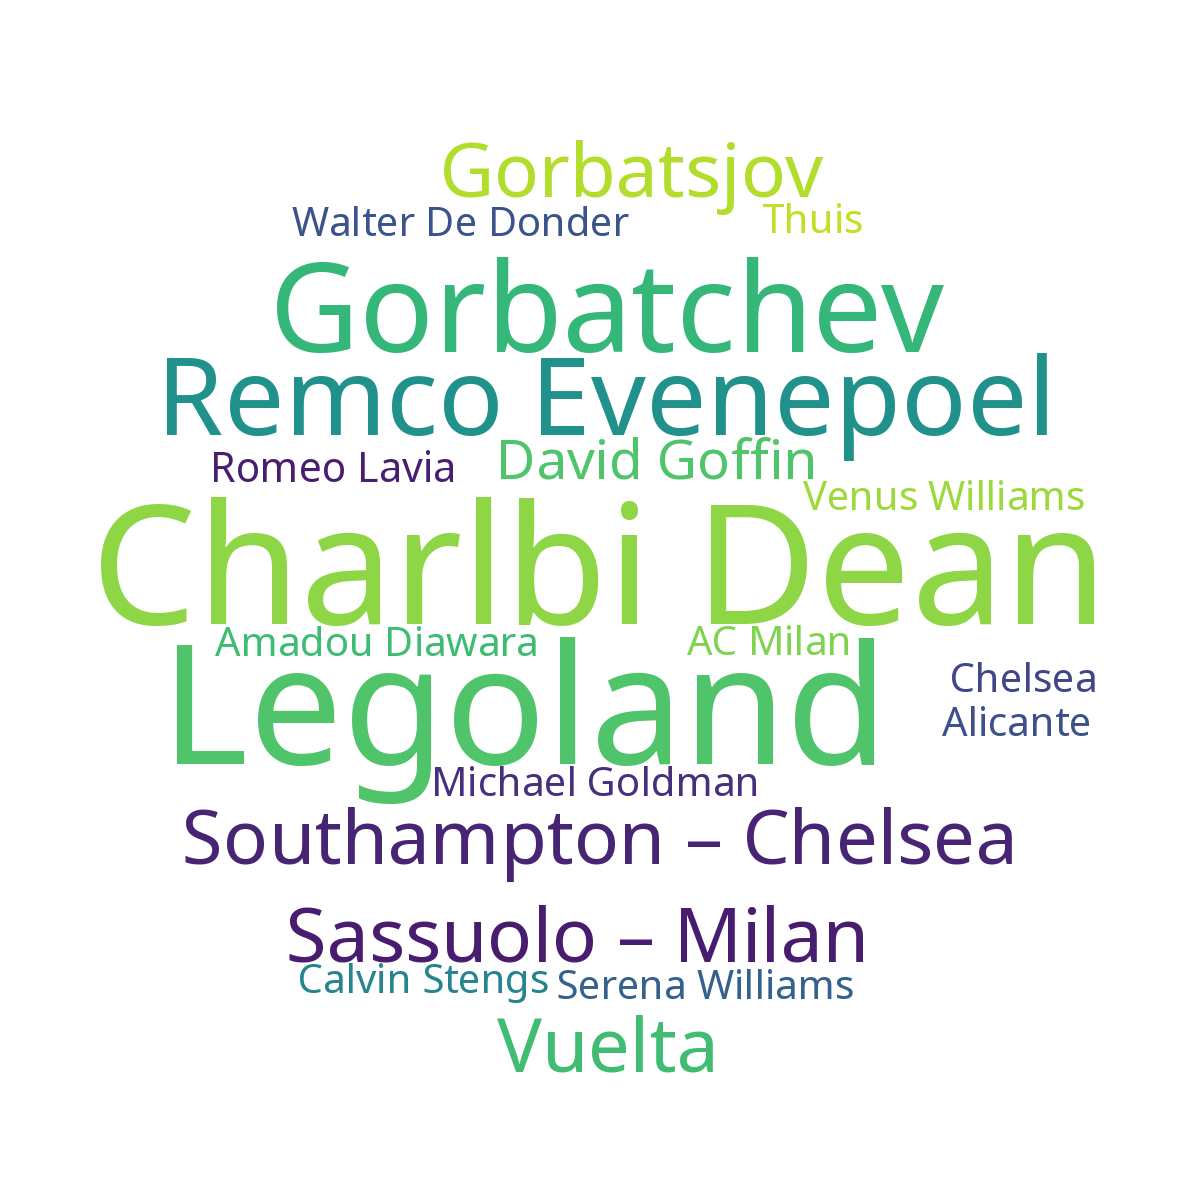 Gorbatsjov
Walter De Donder
Thuis
Gorbatchev
Remco Evenepoel
David Goffin
Romeo Lavia
Venus Williams
Charlbi Dean
Amadou Diawara
AC Milan
Legoland
Chelsea
Alicante
Michael Goldman
Southampton – Chelsea
Sassuolo – Milan
Calvin Stengs
Serena Williams
Vuelta